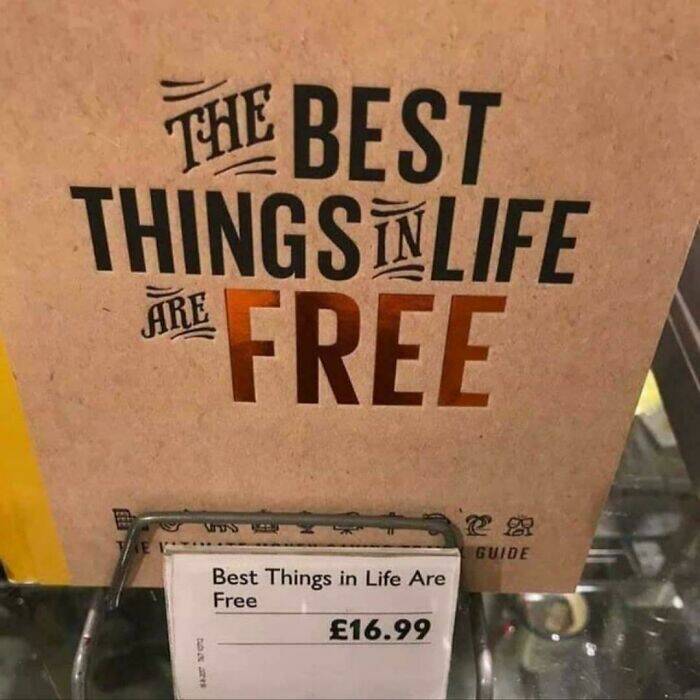 THE BEST
THINGS IN LIFE
ARE FREE
GUIDE
Best Things in Life Are
Free
£16.99